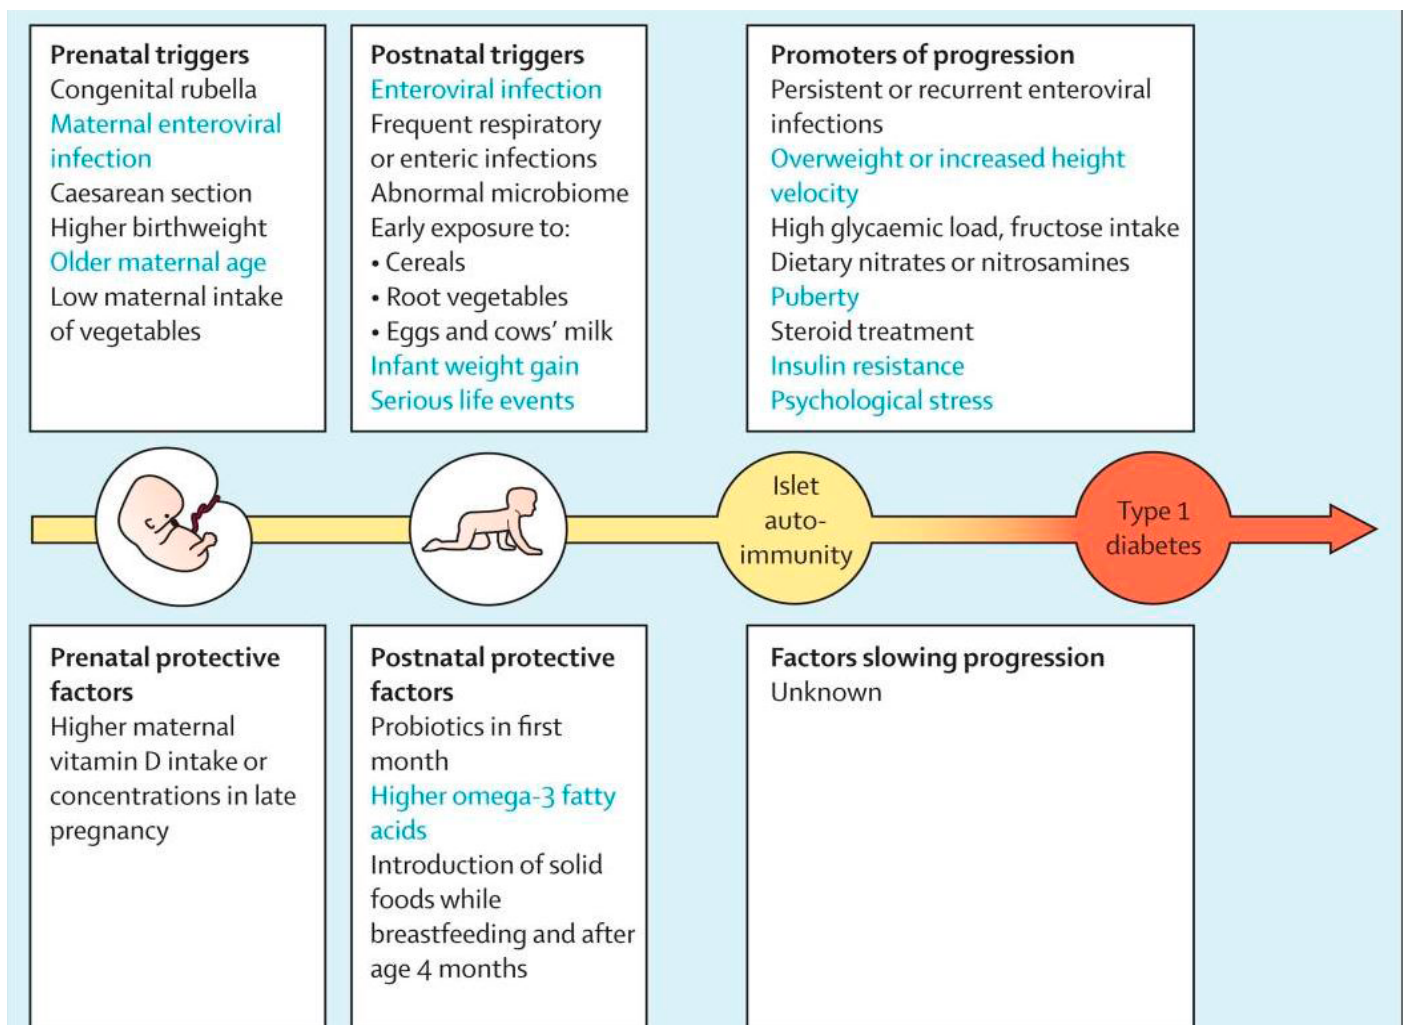 Prenatal triggers
Congenital rubella
Maternal enteroviral
infection
Caesarean section
Higher birthweight
Older maternal age
Low maternal intake
of vegetables
Postnatal triggers
Enteroviral infection
Frequent respiratory
or enteric infections
Abnormal microbiome
Early exposure to:
• Cereals
• Root vegetables
• Eggs and cows’ milk
Infant weight gain
Serious life events
Promoters of progression
Persistent or recurrent enteroviral
infections
Overweight or increased height
velocity
High glycaemic load, fructose intake
Dietary nitrates or nitrosamines
Puberty
Steroid treatment
Insulin resistance
Psychological stress
Islet
auto-
immunity
Type 1
diabetes
Prenatal protective
factors
Higher maternal
vitamin D intake or
concentrations in late
pregnancy
Postnatal protective
factors
Probiotics in first
month
Higher omega-3 fatty
acids
Introduction of solid
foods while
breastfeeding and after
age 4 months
Factors slowing progression
Unknown